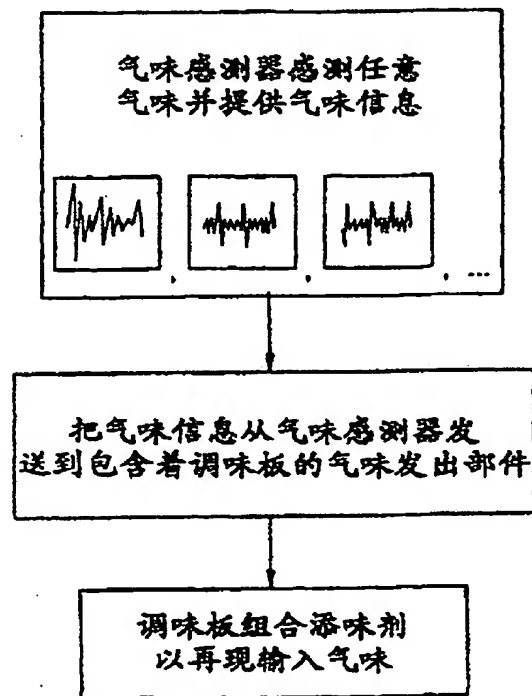 气味感测器感测任意
气味并提供气味信息
, , , ...
把气味信息从气味感测器发
送到包含着调味板的气味发出部件
调味板组合添味剂
以再现输入气味